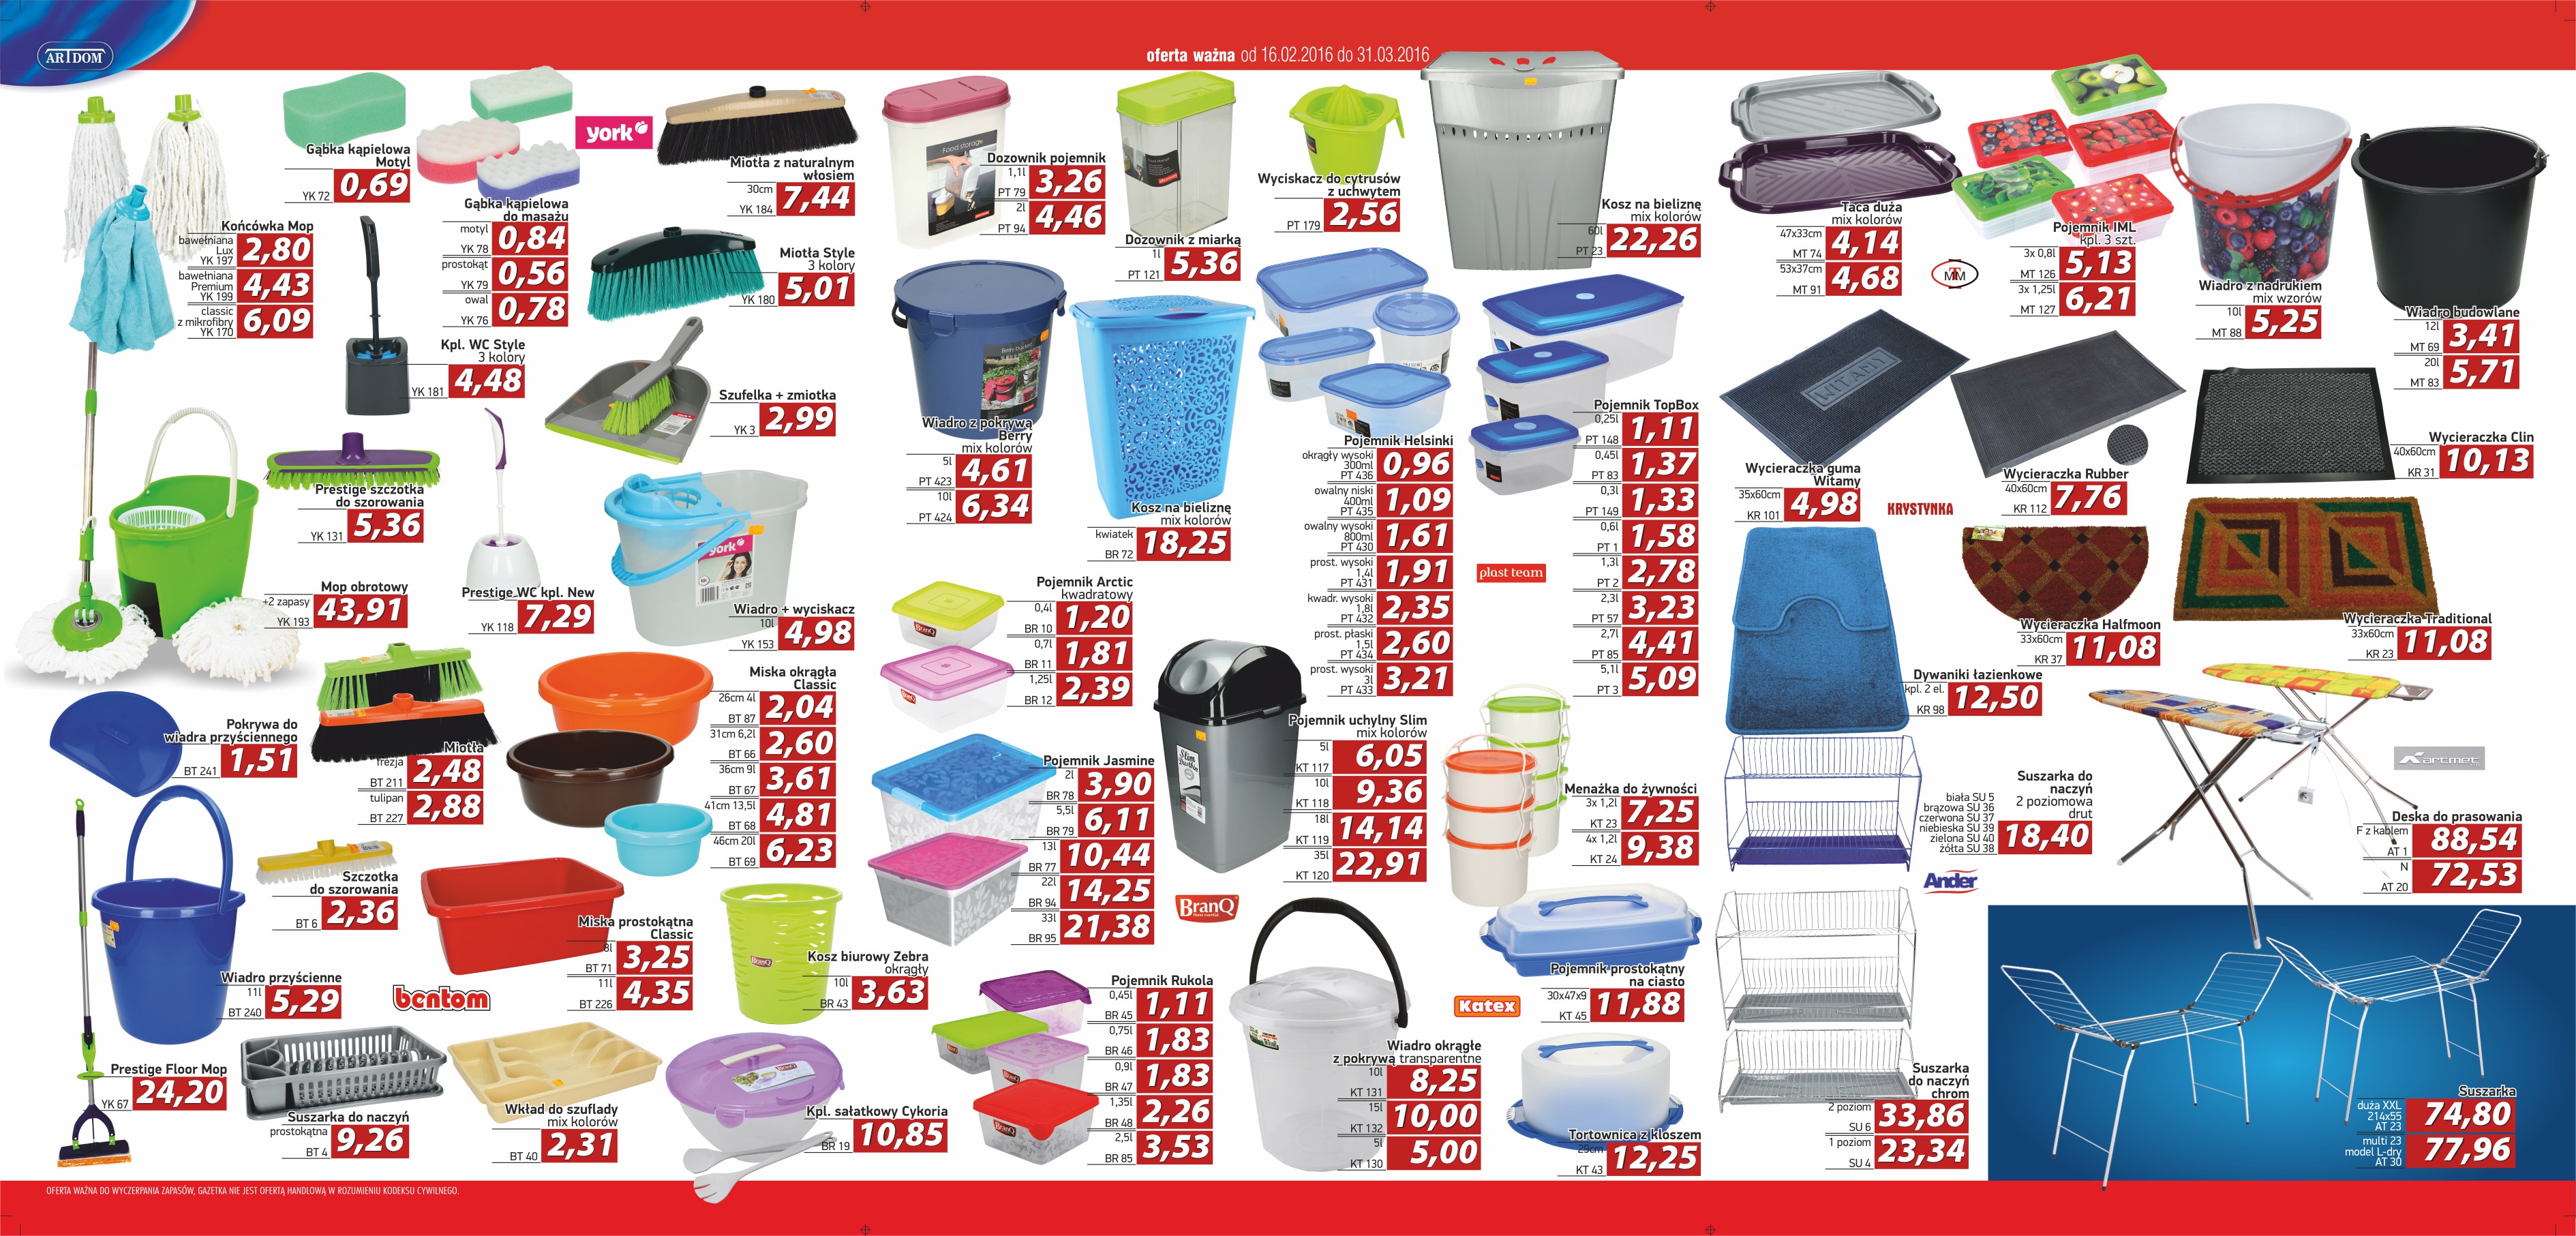 ARTDOM
oferta ważna od 16.02.2016 do 31.03.2016
Gąbka kąpielowa
Motyl
YK 72 0,69
york
Gąbka kąpielowa
do masażu
motyl
YK 78 0,84
prostokąt
YK 79 0,56
owal
YK 76 0,78
Miotła z naturalnym
włosiem
30cm
YK 184 7,44
Końcówka Mop
bawełniana
Lux
YK 197 2,80
bawełniana
Premium
YK 199 4,43
classic
z mikrofibry
YK 170 6,09
Miotła Style
3 kolory
YK 180 5,01
Kpl. WC Style
3 kolory
YK 181 4,48
Szufelka + zmiotka
YK 3 2,99
Prestige szczotka
do szorowania
YK 131 5,36
Mop obrotowy
+2 zapasy
YK 193 43,91
Prestige WC kpl. New
YK 118 7,29
york
Wiadro + wyciskacz
10l
YK 153 4,98
Pokrywa do
wiadra przyściennego
BT 241 1,51
Miotła
frezja
BT 211 2,48
tulipan
BT 227 2,88
Miska okrągła
Classic
26cm 4l
BT 87 2,04
31cm 6,2l
BT 66 2,60
36cm 9l
BT 67 3,61
41cm 13,5l
BT 68 4,81
46cm 20l
BT 69 6,23
Szczotka
do szorowania
BT 6 2,36
Wiadro przyścienne
11l
BT 240 5,29
bentom
Miska prostokątna
Classic
8l
BT 71 3,25
11l
BT 226 4,35
Prestige Floor Mop
YK 67 24,20
Suszarka do naczyń
prostokątna
BT 4 9,26
Wkład do szuflady
mix kolorów
BT 40 2,31
Food storage
Dozownik pojemnik
1,1l
PT 79 3,26
2l
PT 94 4,46
Dozownik z miarką
1l
PT 121 5,36
Wyciskacz do cytrusów
z uchwytem
PT 179 2,56
Kosz na bieliznę
mix kolorów
60l
PT 23 22,26
Wiadro z pokrywą
Berry
mix kolorów
5l
PT 423 4,61
10l
PT 424 6,34
Kosz na bieliznę
mix kolorów
kwiatek
BR 72 18,25
Pojemnik Helsinki
okrągły wysoki
300ml
PT 436 0,96
owalny niski
400ml
PT 435 1,09
owalny wysoki
800ml
PT 430 1,61
prost. wysoki
1,4l
PT 431 1,91
kwadr. wysoki
1,8l
PT 432 2,35
prost. płaski
1,5l
PT 434 2,60
prost. wysoki
3l
PT 433 3,21
Pojemnik TopBox
0,25l
PT 148 1,11
0,45l
PT 83 1,37
0,3l
PT 149 1,33
0,6l
PT 1 1,58
1,3l
PT 2 2,78
2,3l
PT 57 3,23
2,7l
PT 85 4,41
5,1l
PT 3 5,09
plast team
Pojemnik Arctic
kwadratowy
0,4l
BR 10 1,20
0,7l
BR 11 1,81
1,25l
BR 12 2,39
BranQ
BranQ
Pojemnik Jasmine
2l
BR 78 3,90
5,5l
BR 79 6,11
13l
BR 77 10,44
22l
BR 94 14,25
33l
BR 95 21,38
Pojemnik uchylny Slim
mix kolorów
5l
KT 117 6,05
10l
KT 118 9,36
18l
KT 119 14,14
35l
KT 120 22,91
Menażka do żywności
3x 1,2l
KT 23 7,25
4x 1,2l
KT 24 9,38
BranQ
Kosz biurowy Zebra
okrągły
10l
BR 43 3,63
Pojemnik Rukola
0,45l
BR 45 1,11
0,75l
BR 46 1,83
0,9l
BR 47 1,83
1,35l
BR 48 2,26
2,5l
BR 85 3,53
Kpl. sałatkowy Cykoria
BR 19 10,85
Wiadro okrągłe
z pokrywą transparentne
10l
KT 131 8,25
15l
KT 132 10,00
5l
KT 130 5,00
Katex
Pojemnik prostokątny
na ciasto
30x47x9
KT 45 11,88
Tortownica z kloszem
29cm
KT 43 12,25
Taca duża
mix kolorów
47x33cm
MT 74 4,14
53x37cm
MT 91 4,68
MTM
Pojemnik IML
kpl. 3 szt.
3x 0,8l
MT 126 5,13
3x 1,25l
MT 127 6,21
Wiadro z nadrukiem
mix wzorów
10l
MT 88 5,25
Wiadro budowlane
12l
MT 69 3,41
20l
MT 83 5,71
WITAMY
Wycieraczka guma
Witamy
35x60cm
KR 101 4,98
KRYSTYNKA
Wycieraczka Rubber
40x60cm
KR 112 7,76
Wycieraczka Clin
40x60cm
KR 31 10,13
Wycieraczka Halfmoon
33x60cm
KR 37 11,08
Wycieraczka Traditional
33x60cm
KR 23 11,08
Dywaniki łazienkowe
kpl. 2 el.
KR 98 12,50
Suszarka do
naczyń
2 poziomowa
drut
biała SU 5
brązowa SU 36
czerwona SU 37
niebieska SU 39
zielona SU 40
żółta SU 38
18,40
Ander
artmet
Deska do prasowania
F z kablem
AT 1 88,54
N
AT 20 72,53
Suszarka
do naczyń
chrom
2 poziom
SU 6 33,86
1 poziom
SU 4 23,34
Suszarka
duża XXL
214x55
AT 23 74,80
multi 23
model L-dry
AT 30 77,96
OFERTA WAŻNA DO WYCZERPANIA ZAPASÓW, GAZETKA NIE JEST OFERTĄ HANDLOWĄ W ROZUMIENIU KODEKSU CYWILNEGO.